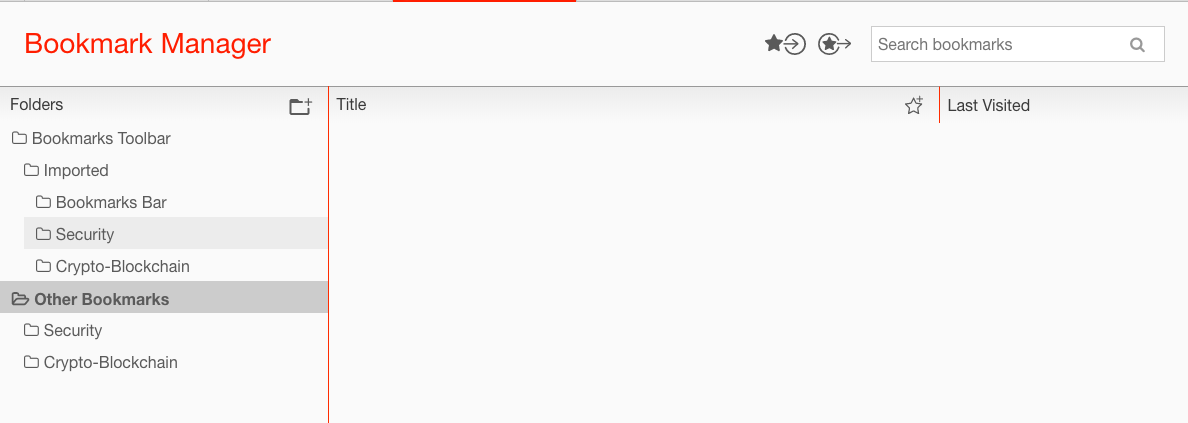 Bookmark Manager
Search bookmarks
Folders
Title
Last Visited
Bookmarks Toolbar
Imported
Bookmarks Bar
Security
Crypto-Blockchain
Other Bookmarks
Security
Crypto-Blockchain